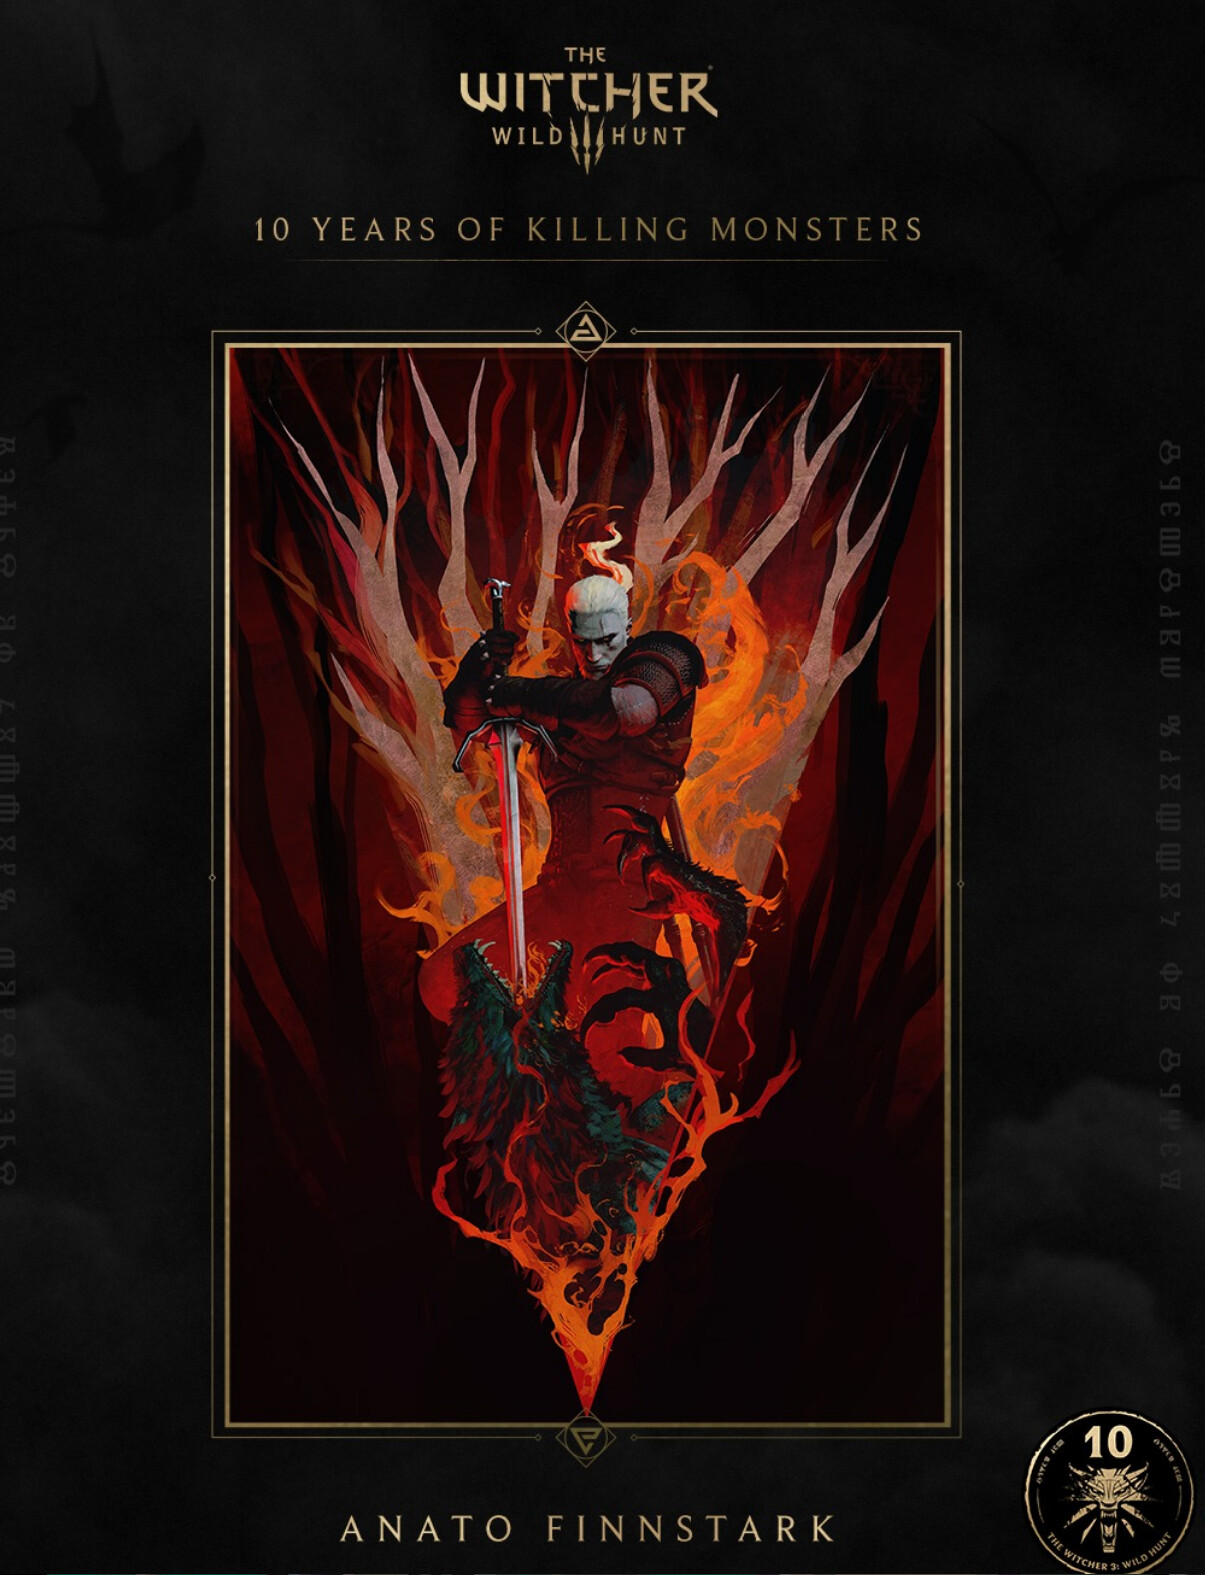 THE
WITCHER
WILD HUNT
10 YEARS OF KILLING MONSTERS
ANATO FINNSTARK
10
THE WITCHER 3: WILD HUNT